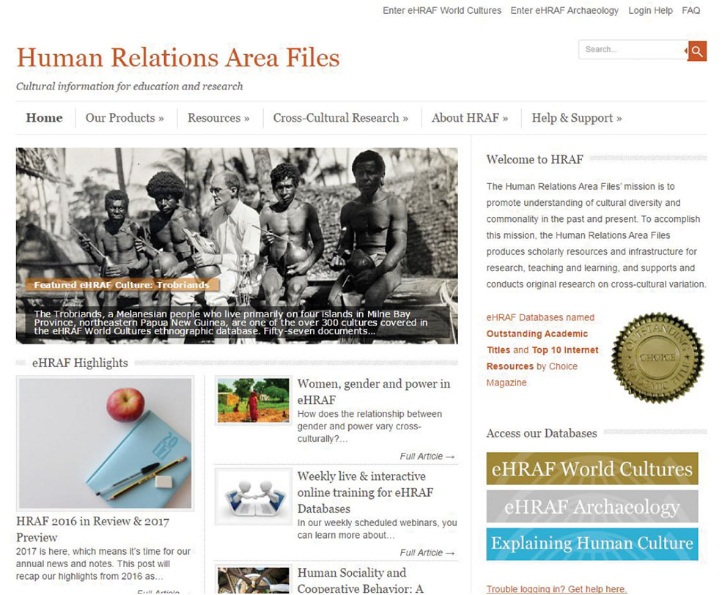 Enter eHRAF World Cultures Enter eHRAF Archaeology Login Help FAQ
Human Relations Area Files
Cultural information for education and research
Search...
Home
Our Products »
Resources »
Cross-Cultural Research »
About HRAF »
Help & Support »
Featured eHRAF Culture: Trobriands
The Trobriands, a Melanesian people who live primarily on four islands in Milne Bay
Province, northeastern Papua New Guinea, are one of the over 300 cultures covered in
the eHRAF World Cultures ethnographic database. Fifty-seven documents...
eHRAF Highlights
2017
HRAF 2016 in Review & 2017
Preview
2017 is here, which means it's time for our
annual news and notes. This post will
recap our highlights from 2016 as…
Women, gender and power in
eHRAF
How does the relationship between
gender and power vary cross-
culturally?…
Full Article →
Weekly live & interactive
online training for eHRAF
Databases
In our weekly scheduled webinars, you
can learn more about…
Full Article →
Human Sociality and
Cooperative Behavior: A
Welcome to HRAF
The Human Relations Area Files' mission is to
promote understanding of cultural diversity and
commonality in the past and present. To accomplish
this mission, the Human Relations Area Files
produces scholarly resources and infrastructure for
research, teaching and learning, and supports and
conducts original research on cross-cultural variation.
eHRAF Databases named
Outstanding Academic
Titles and Top 10 Internet
Resources by Choice
Magazine
OUTSTANDING
CHOICE
ACADEMIC TITLE
Access our Databases
eHRAF World Cultures
eHRAF Archaeology
Explaining Human Culture
Trouble logging in? Get help here.